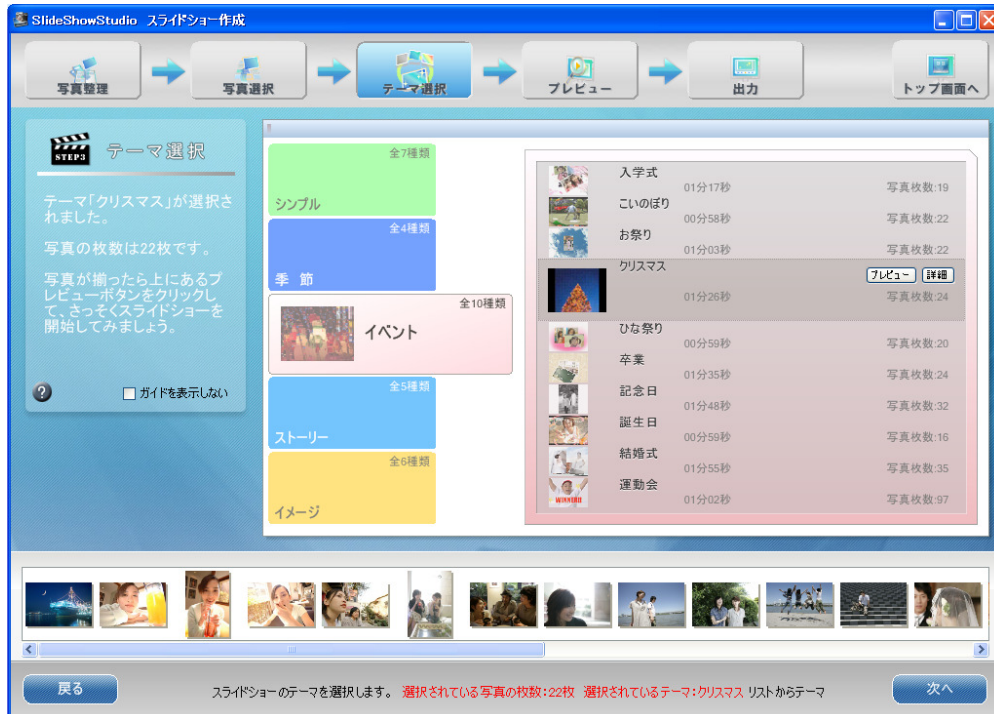 SlideShowStudio スライドショー作成
写真整理
写真選択
テーマ選択
プレビュー
出力
トップ画面へ
STEP3 テーマ選択
テーマ「クリスマス」が選択さ
れました。
写真の枚数は22枚です。
写真が揃ったら上にあるプ
レビューボタンをクリックし
て、さっそくスライドショーを
開始してみましょう。
?
ガイドを表示しない
全7種類
シンプル
全4種類
季 節
全10種類
イベント
全5種類
ストーリー
全6種類
イメージ
入学式
01分17秒 写真枚数:19
こいのぼり
00分58秒 写真枚数:22
お祭り
01分03秒 写真枚数:22
クリスマス
プレビュー 詳細
01分26秒 写真枚数:24
ひな祭り
00分59秒 写真枚数:20
卒業
01分35秒 写真枚数:24
記念日
01分48秒 写真枚数:32
誕生日
00分59秒 写真枚数:16
結婚式
01分55秒 写真枚数:35
運動会
01分02秒 写真枚数:97
戻る
スライドショーのテーマを選択します。 選択されている写真の枚数:22枚 選択されているテーマ:クリスマス リストからテーマ
次へ